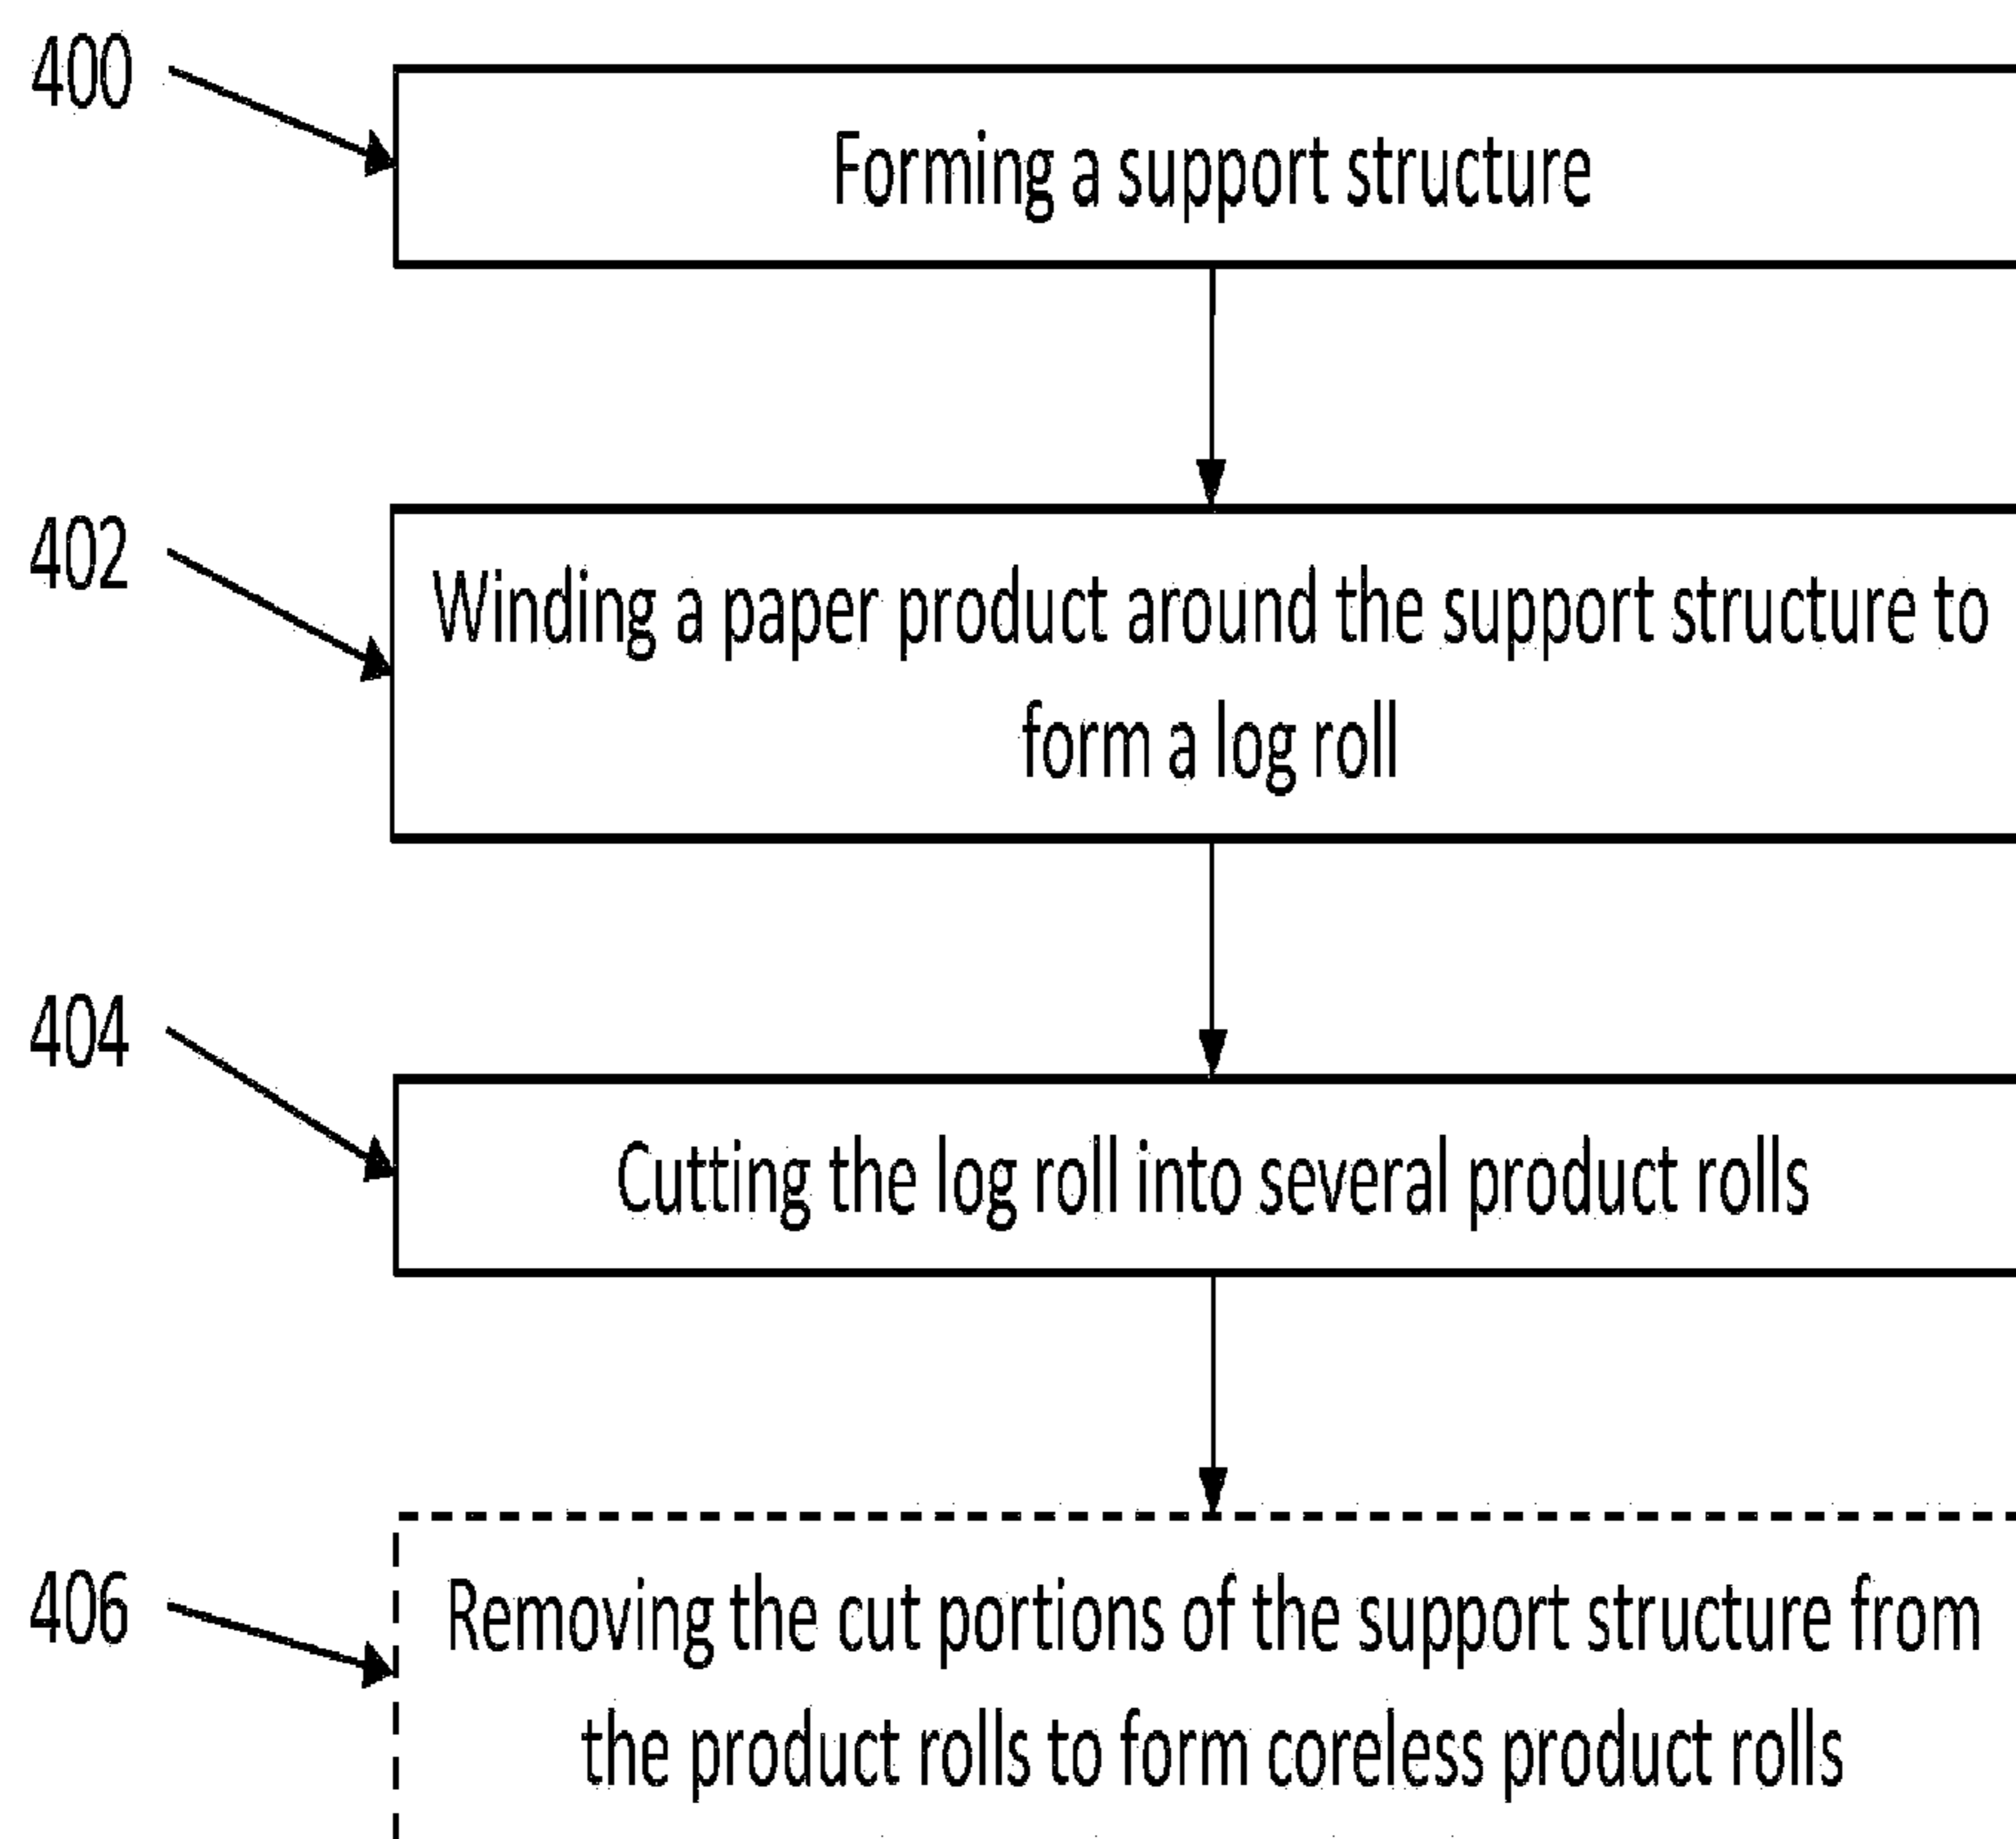 400
Forming a support structure
402
Winding a paper product around the support structure to
form a log roll
404
Cutting the log roll into several product rolls
406
Removing the cut portions of the support structure from
the product rolls to form coreless product rolls